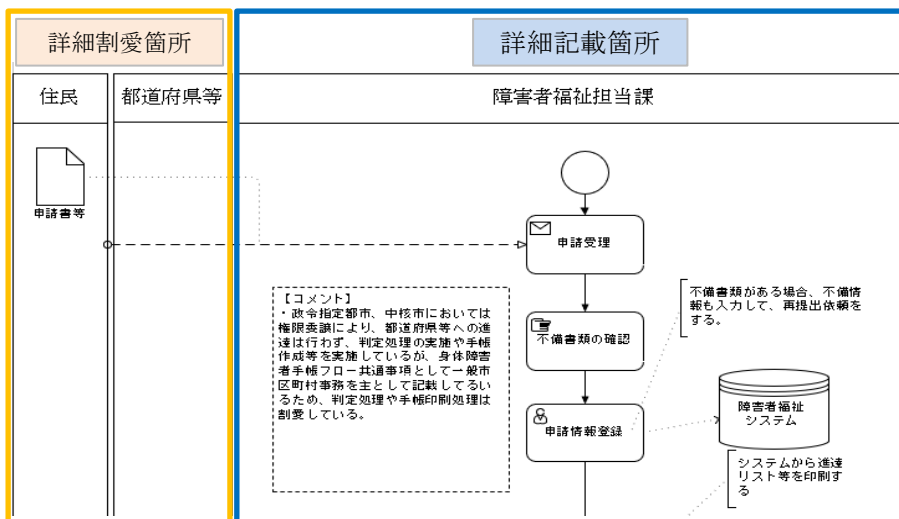 詳細割愛箇所
詳細記載箇所
住民
都道府県等
障害者福祉担当課
申請書等
申請受理
【コメント】
・政令指定都市、中核市においては
権限委譲により、都道府県等への進
達は行わず、判定処理の実施や手帳
作成等を実施しているが、身体障害
者手帳フロー共通事項として一般市
区町村事務を主として記載してるい
るため、判定処理や手帳印刷処理は
割愛している。
不備書類の確認
不備書類がある場合、不備情
報も入力して、再提出依頼を
する。
申請情報登録
障害者福祉
システム
システムから進達
リスト等を印刷す
る